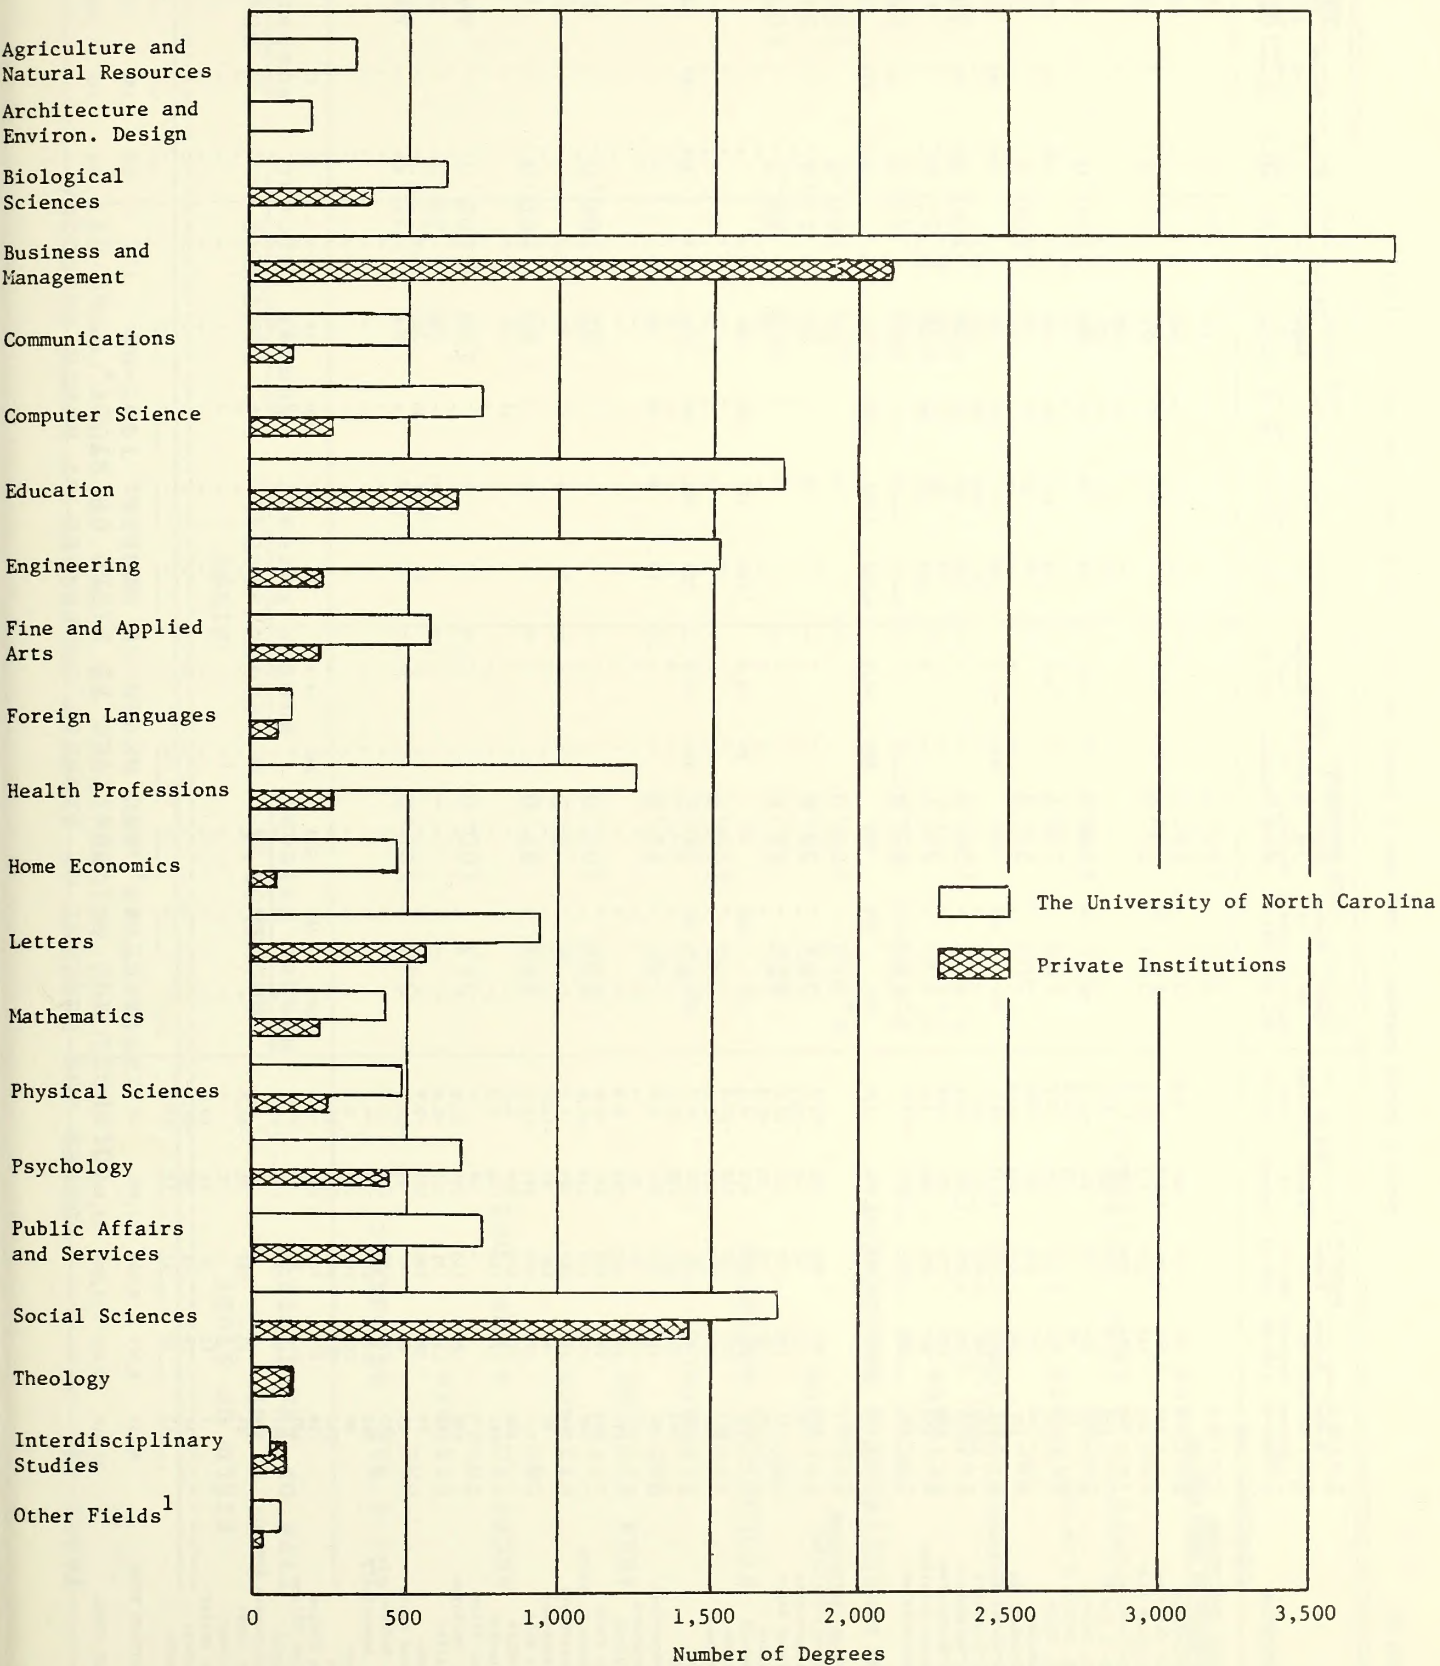 Agriculture and
Natural Resources
Architecture and
Environ. Design
Biological
Sciences
Business and
Management
Communications
Computer Science
Education
Engineering
Fine and Applied
Arts
Foreign Languages
Health Professions
Home Economics
The University of North Carolina
Letters
Private Institutions
Mathematics
Physical Sciences
Psychology
Public Affairs
and Services
Social Sciences
Theology
Interdisciplinary
Studies
Other Fields1
0 500 1,000 1,500 2,000 2,500 3,000 3,500
Number of Degrees